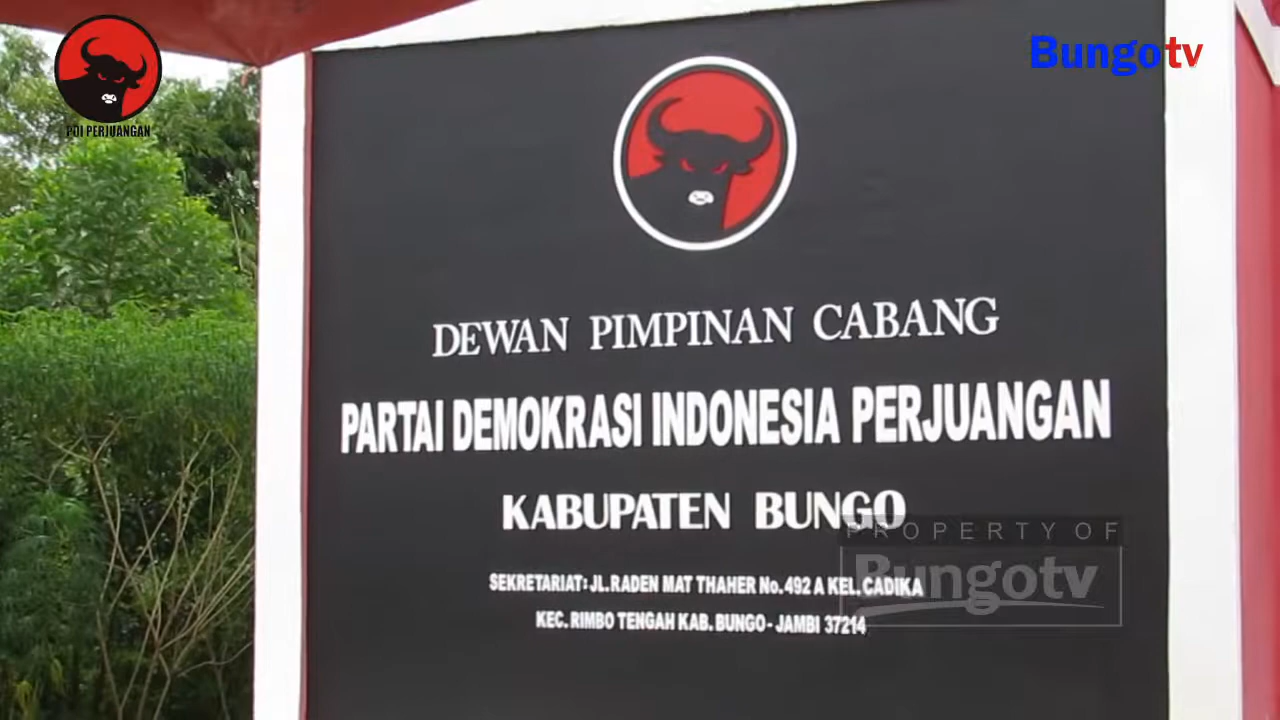 PDI PERJUANGAN
Bungotv
DEWAN PIMPINAN CABANG
PARTAI DEMOKRASI INDONESIA PERJUANGAN
KABUPATEN BUNGO
PROPERTY OF
Bungotv
SEKRETARIAT: JL. RADEN MAT THAHER No. 492 A KEL. CADIKA
KEC. RIMBO TENGAH KAB. BUNGO - JAMBI 37214